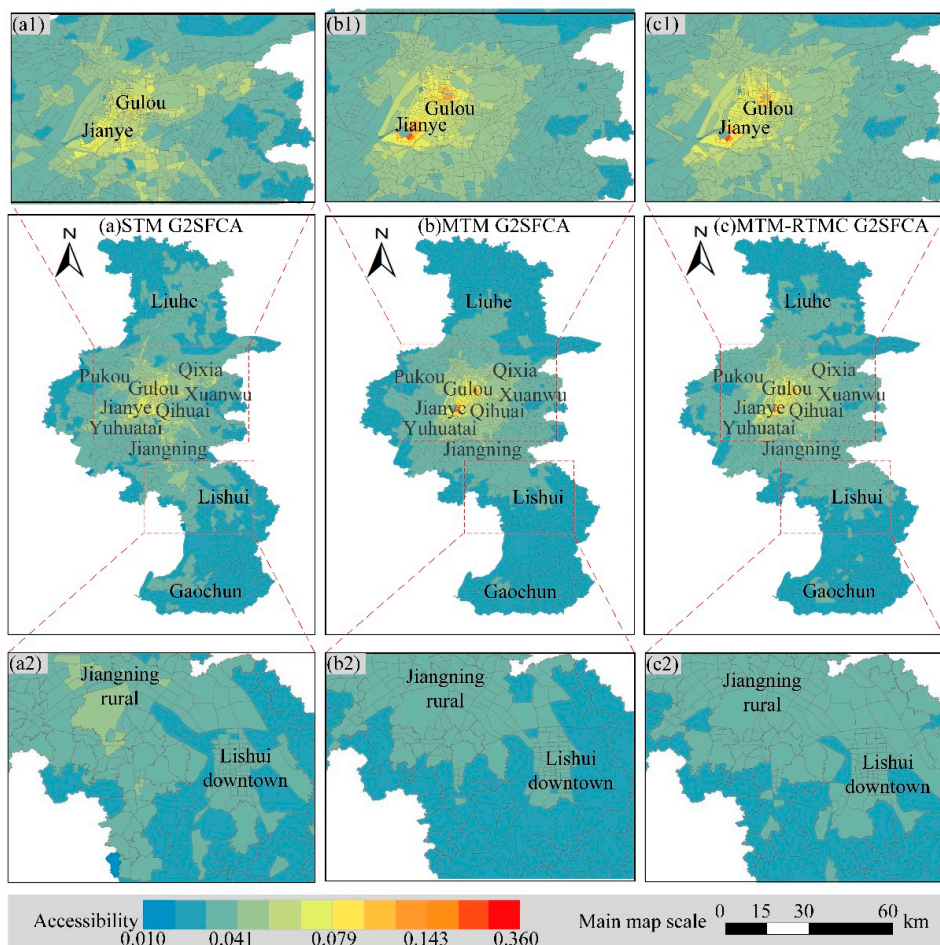 (a1)
Gulou
Jianye
(b1)
Gulou
Jianye
(c1)
Gulou
Jianye
(a)STM G2SFCA
N
Liuhe
Pukou
Qixia
Gulou
Xuanwu
Jianye
Qihuai
Yuhuatai
Jiangning
Lishui
Gaochun
(b)MTM G2SFCA
N
Liuhe
Pukou
Qixia
Gulou
Xuanwu
Jianye
Qihuai
Yuhuatai
Jiangning
Lishui
Gaochun
(c)MTM-RTMC G2SFCA
N
Liuhe
Pukou
Qixia
Gulou
Xuanwu
Jianye
Qihuai
Yuhuatai
Jiangning
Lishui
Gaochun
(a2)
Jiangning
rural
Lishui
downtown
(b2)
Jiangning
rural
Lishui
downtown
(c2)
Jiangning
rural
Lishui
downtown
Accessibility
0.010 0.041 0.079 0.143 0.360
Main map scale
0 15 30 60
km